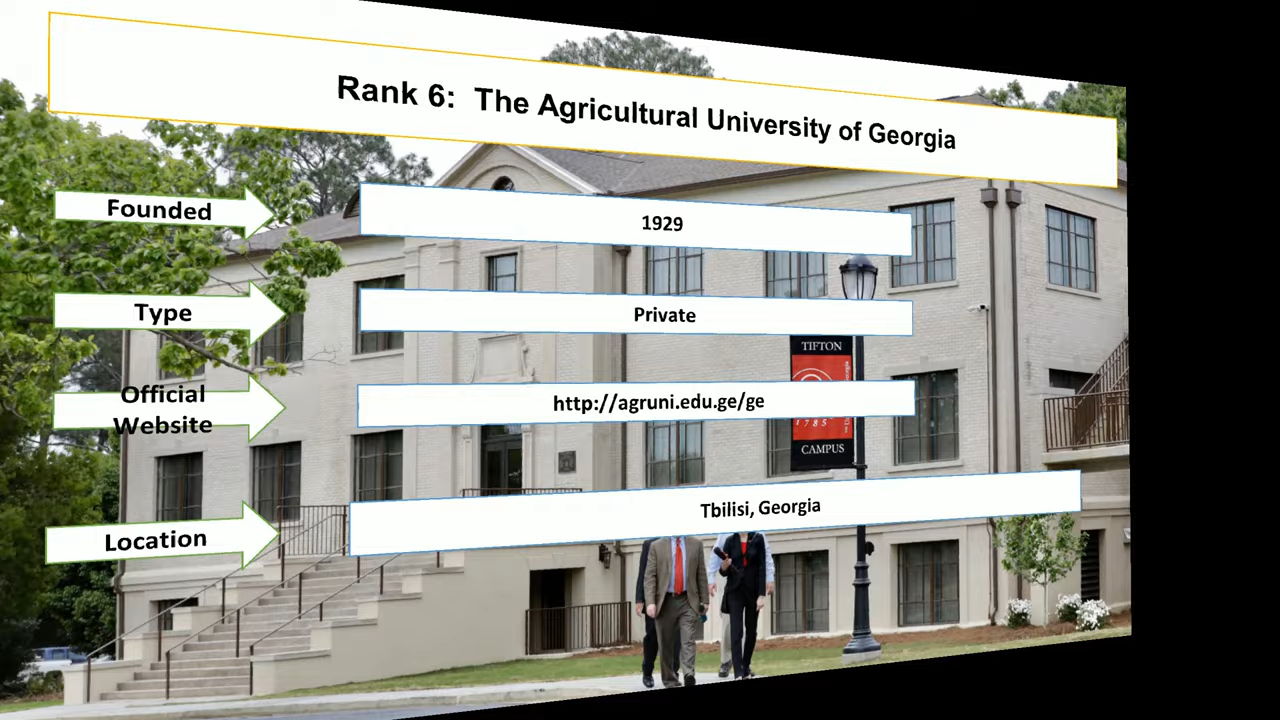 Rank 6: The Agricultural University of Georgia
Founded
1929
Type
Private
TIFTON
1785
CAMPUS
Official
Website
http://agruni.edu.ge/ge
Location
Tbilisi, Georgia